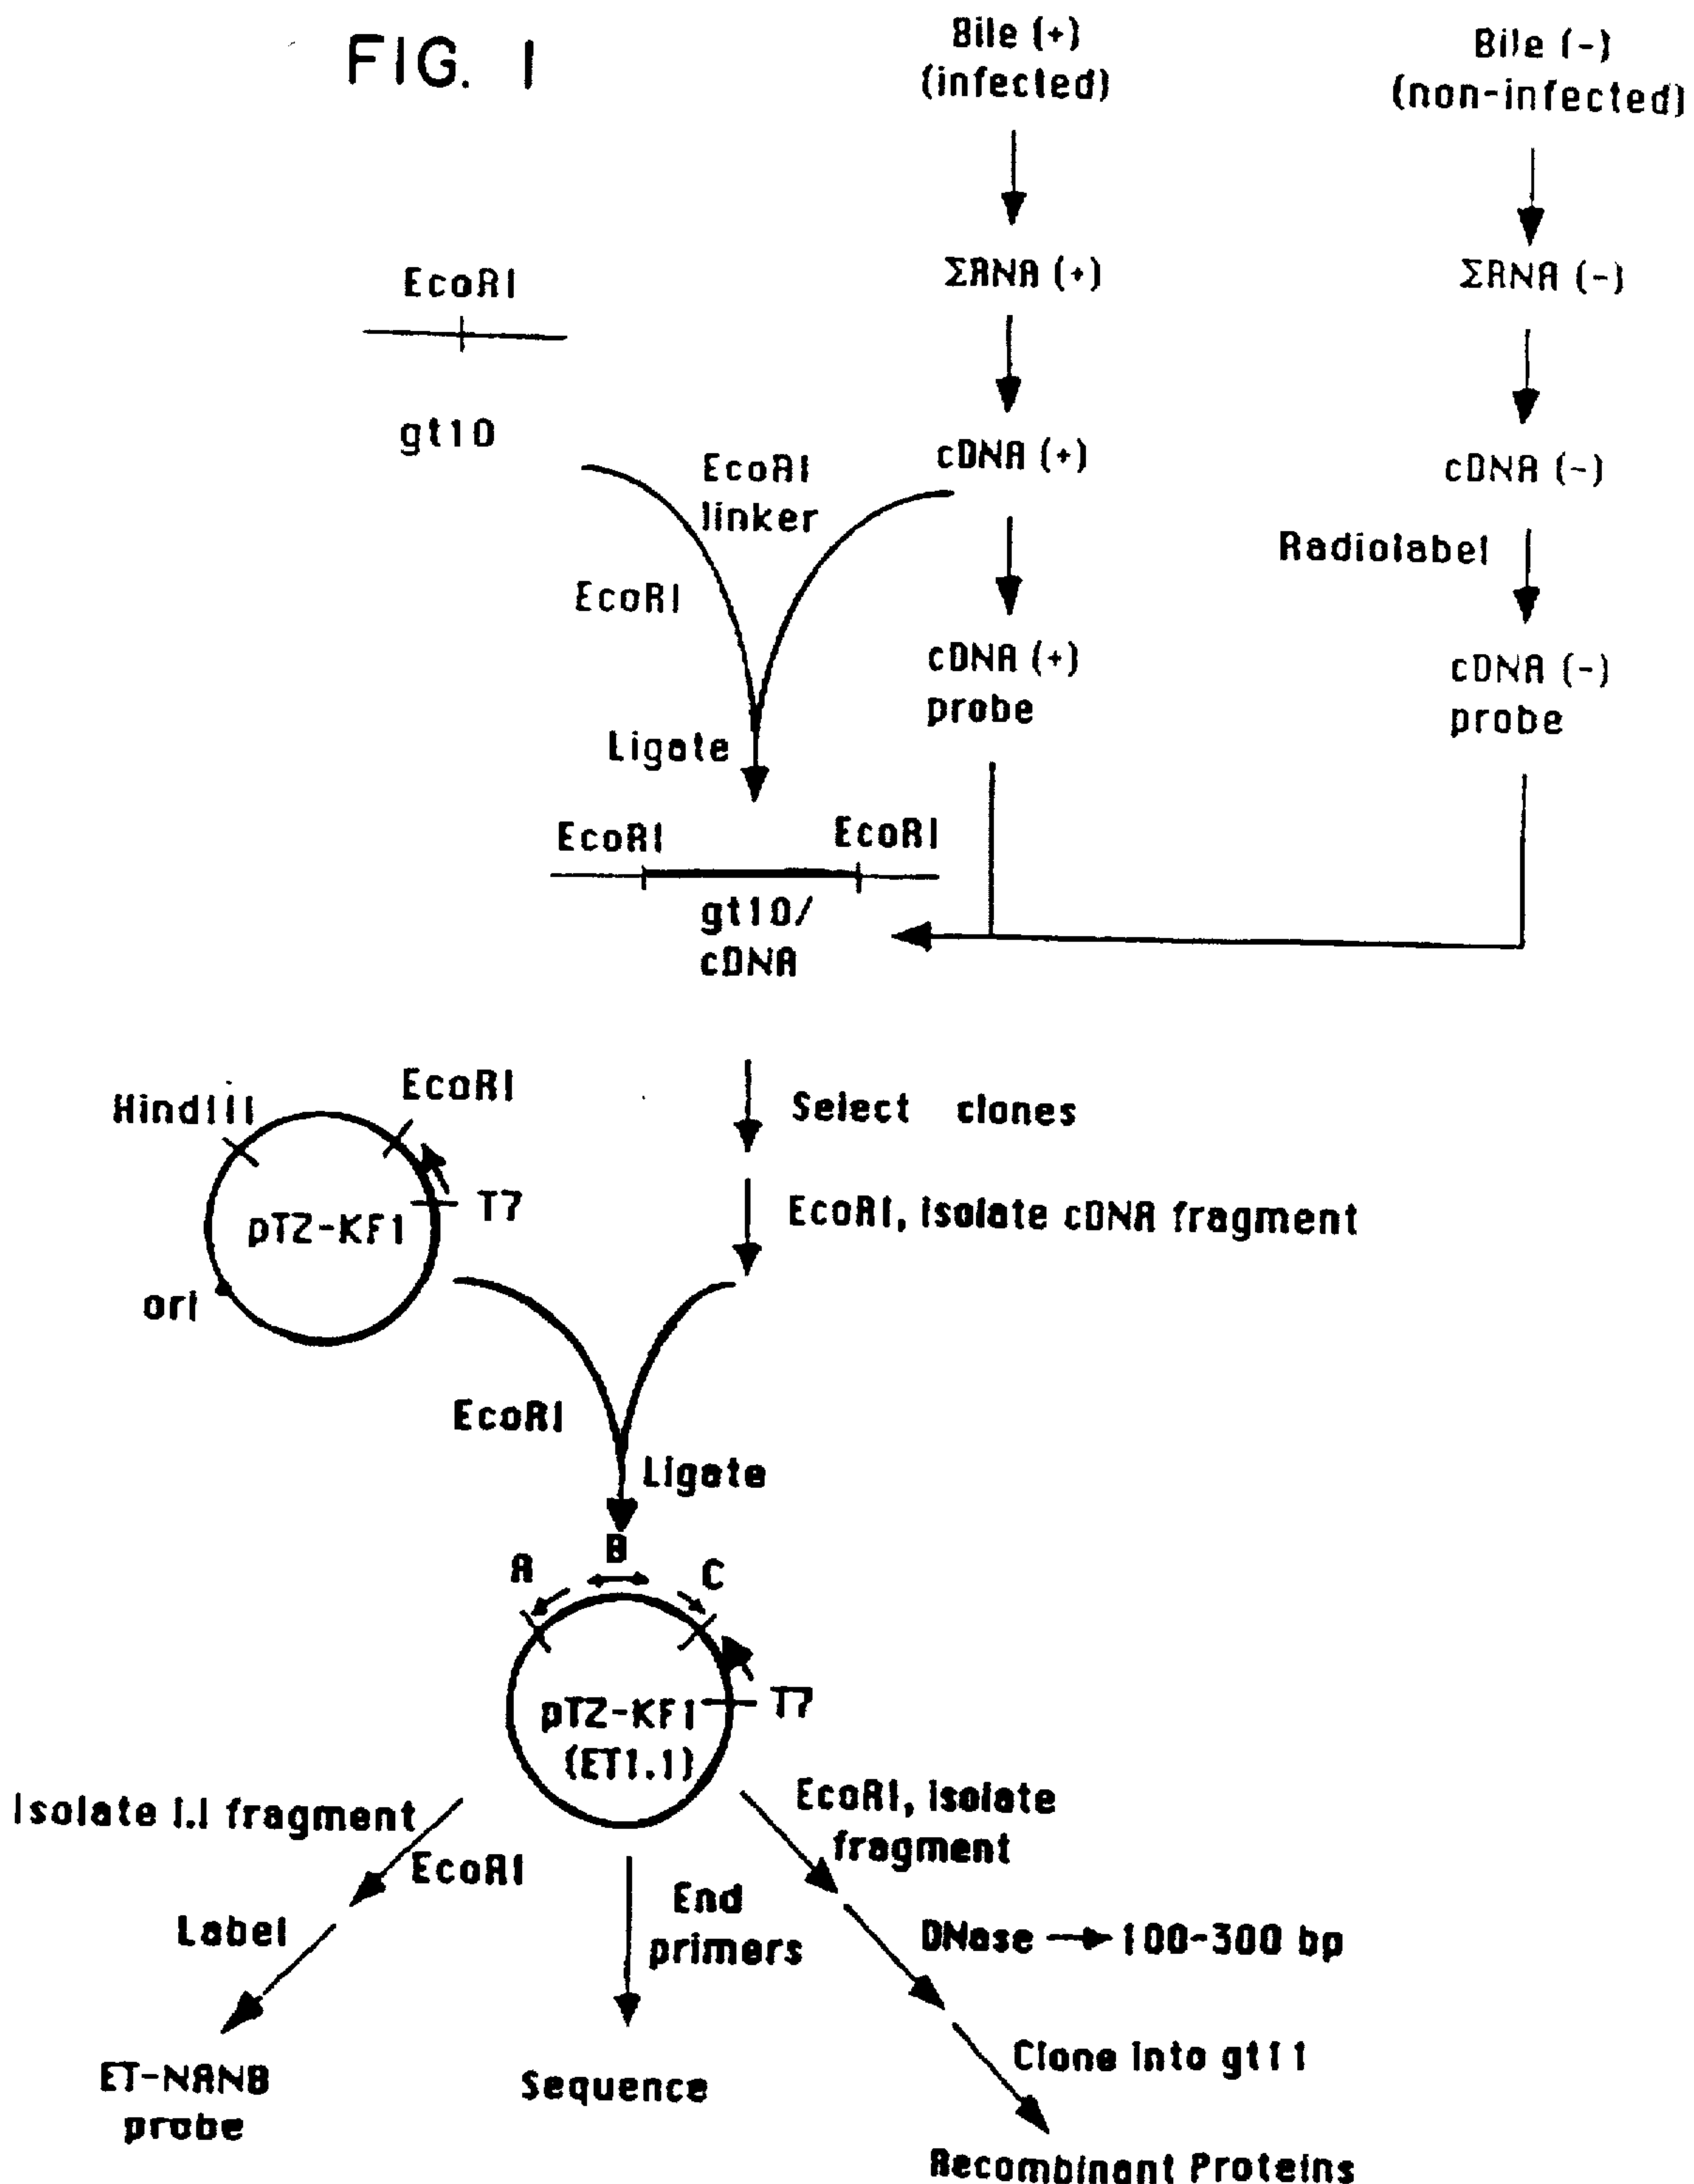 FIG. 1
Bile (+)
(infected)
Bile (-)
(non-infected)
ΣRNA (+)
ΣRNA (-)
EcoRI
gt10
cDNA (+)
cDNA (-)
EcoRI
linker
EcoRI
Radiolabel
cDNA (+)
probe
cDNA (-)
probe
Ligate
EcoRI
EcoRI
gt10/
cDNA
Select clones
EcoRI, isolate cDNA fragment
HindIII
EcoRI
T7
pTZ-KF1
ori
EcoRI
Ligate
A
B
C
T7
pTZ-KF1
(ET1.1)
Isolate 1.1 fragment
EcoRI
Label
ET-NANB
probe
End
primers
Sequence
EcoRI, isolate
fragment
DNase → 100-300 bp
Clone into gt11
Recombinant Proteins